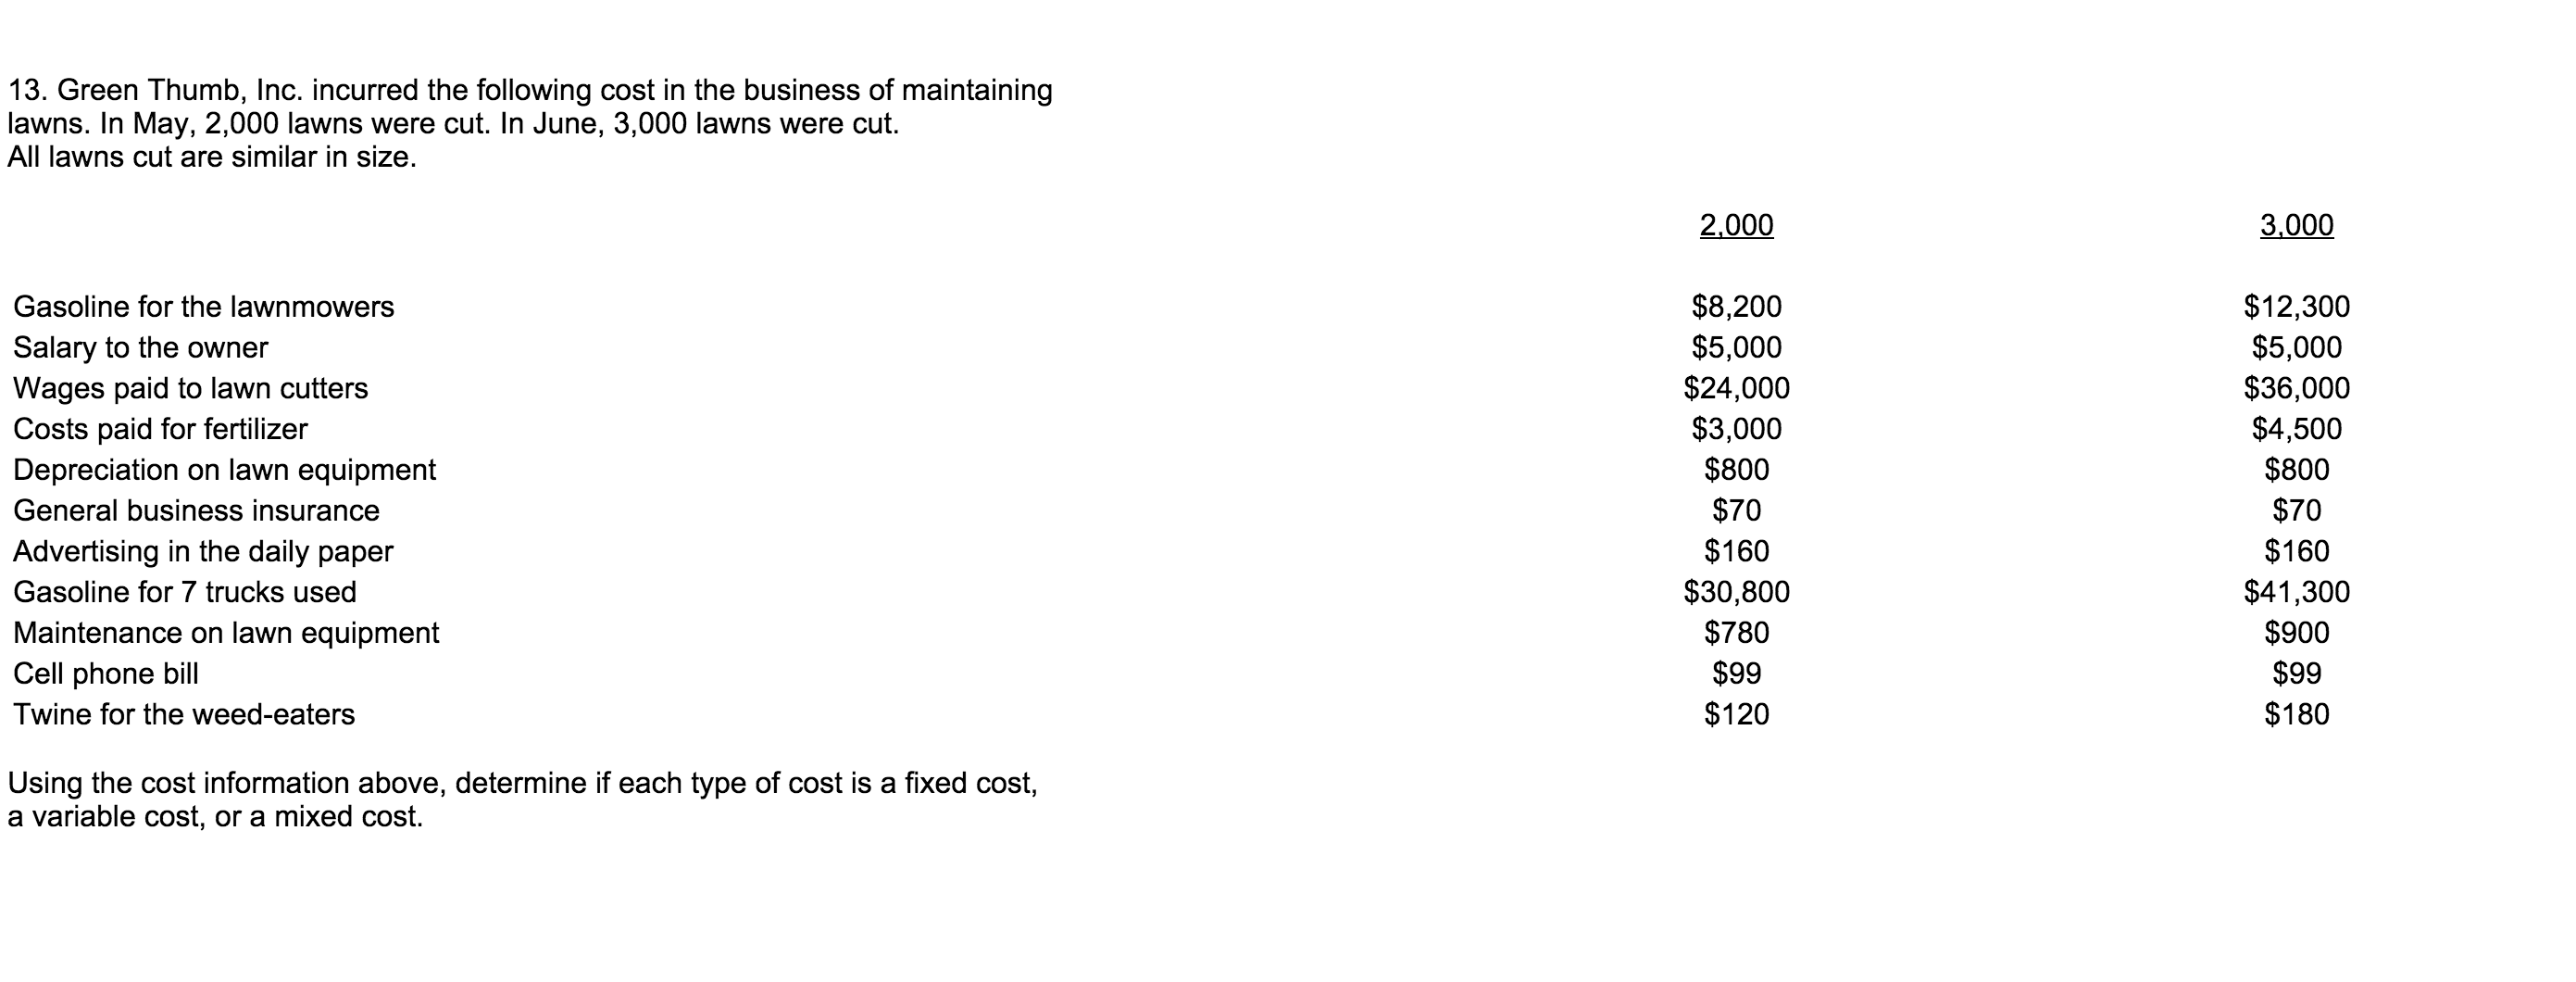 13. Green Thumb, Inc. incurred the following cost in the business of maintaining
lawns. In May, 2,000 lawns were cut. In June, 3,000 lawns were cut.
All lawns cut are similar in size.
2,000 3,000
Gasoline for the lawnmowers $8,200 $12,300
Salary to the owner $5,000 $5,000
Wages paid to lawn cutters $24,000 $36,000
Costs paid for fertilizer $3,000 $4,500
Depreciation on lawn equipment $800 $800
General business insurance $70 $70
Advertising in the daily paper $160 $160
Gasoline for 7 trucks used $30,800 $41,300
Maintenance on lawn equipment $780 $900
Cell phone bill $99 $99
Twine for the weed-eaters $120 $180
Using the cost information above, determine if each type of cost is a fixed cost,
a variable cost, or a mixed cost.